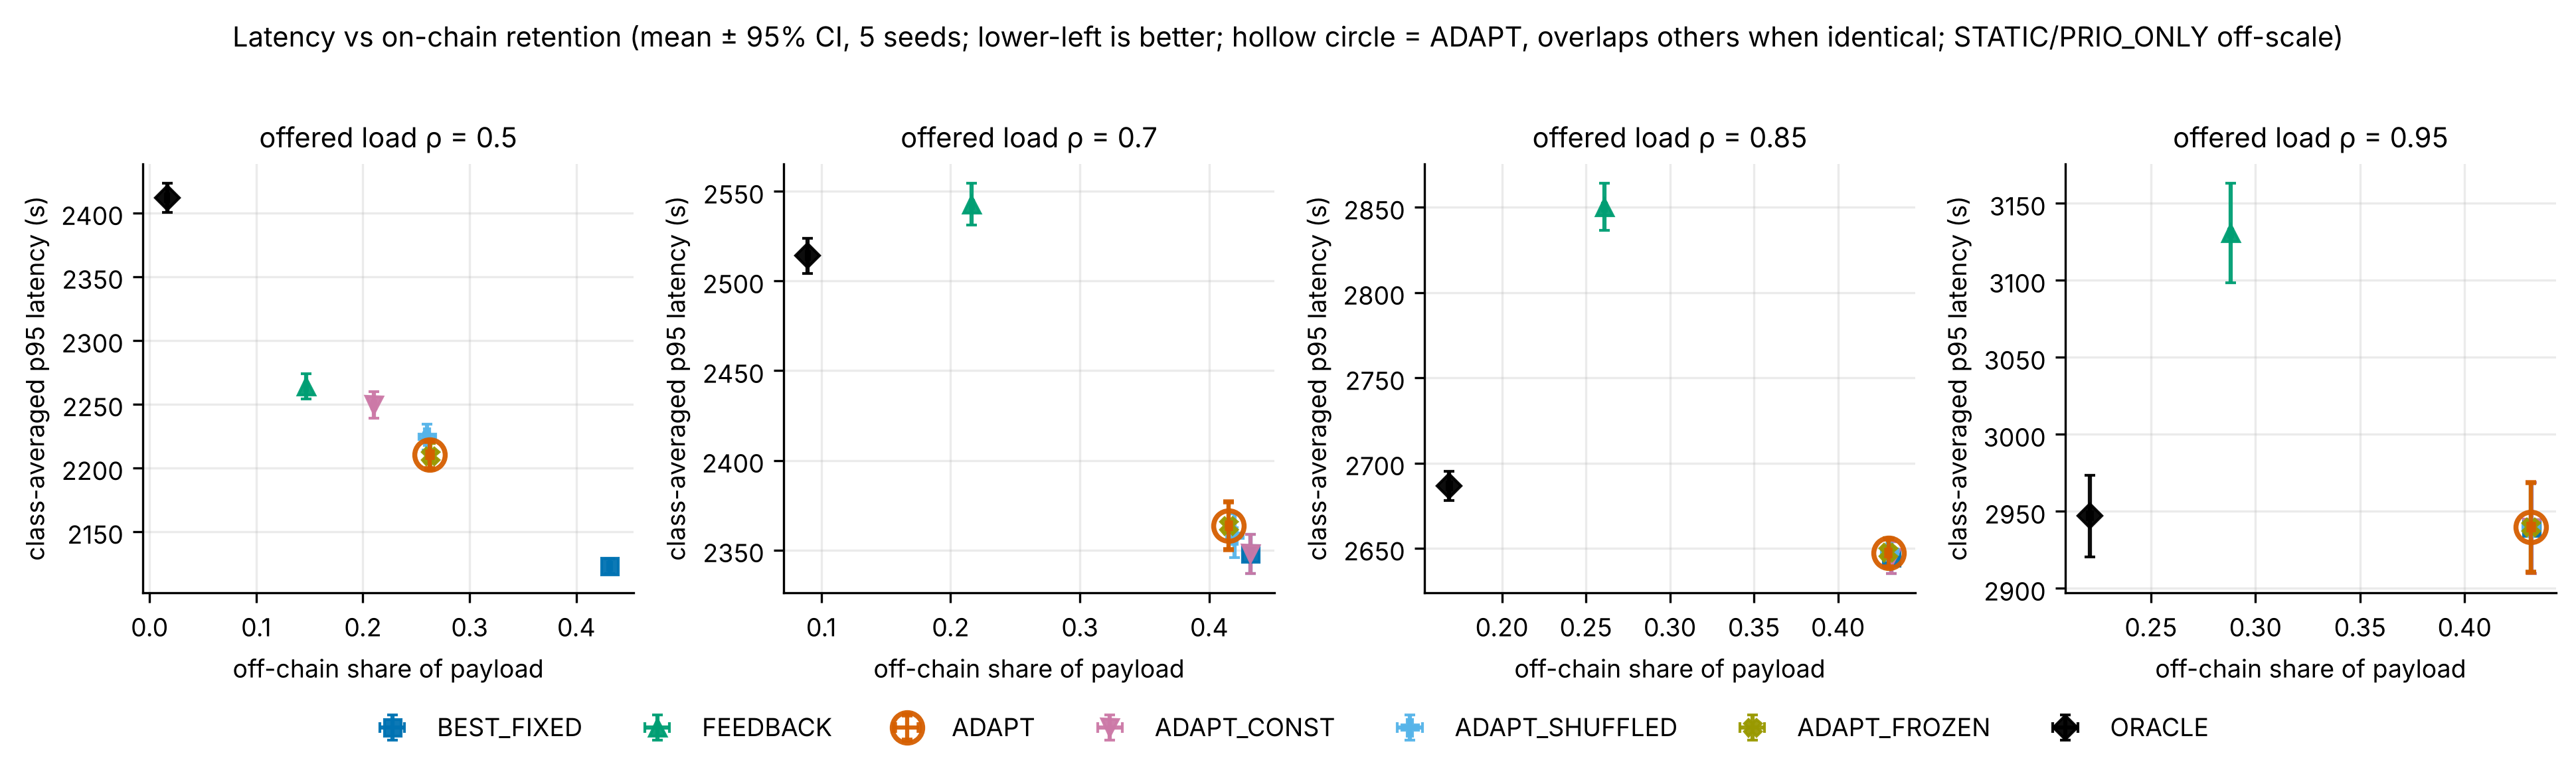 Latency vs on-chain retention (mean ± 95% CI, 5 seeds; lower-left is better; hollow circle = ADAPT, overlaps others when identical; STATIC/PRIO_ONLY off-scale)
offered load ρ = 0.5
class-averaged p95 latency (s)
2400
2350
2300
2250
2200
2150
0.0 0.1 0.2 0.3 0.4
off-chain share of payload
offered load ρ = 0.7
class-averaged p95 latency (s)
2550
2500
2450
2400
2350
0.1 0.2 0.3 0.4
off-chain share of payload
offered load ρ = 0.85
class-averaged p95 latency (s)
2850
2800
2750
2700
2650
0.20 0.25 0.30 0.35 0.40
off-chain share of payload
offered load ρ = 0.95
class-averaged p95 latency (s)
3150
3100
3050
3000
2950
2900
0.25 0.30 0.35 0.40
off-chain share of payload
BEST_FIXED FEEDBACK ADAPT ADAPT_CONST ADAPT_SHUFFLED ADAPT_FROZEN ORACLE